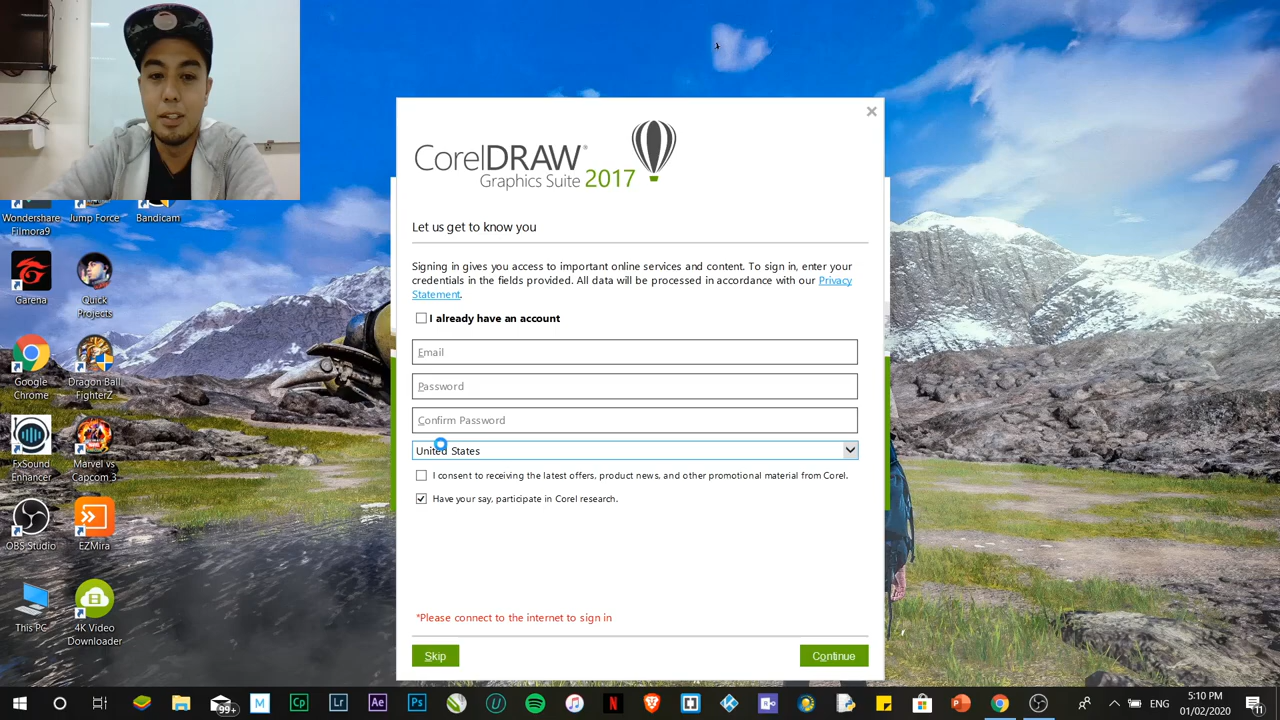 CorelDRAW®
Graphics Suite 2017
Let us get to know you
Signing in gives you access to important online services and content. To sign in, enter your
credentials in the fields provided. All data will be processed in accordance with our Privacy
Statement.
I already have an account
Email
Password
Confirm Password
United States
I consent to receiving the latest offers, product news, and other promotional material from Corel.
Have your say, participate in Corel research.
*Please connect to the internet to sign in
Skip
Continue
Wondershare
Filmora9
Jump Force
Bandicam
Garena
Quick
Projects
Google
Chrome
Dragon Ball
FighterZ
FxSound
Enhancer
Marvel vs
Capcom 3
OBS Studio
EZMira
This PC
4K Video
Downloader
99+
M
Cp
Lr
Ae
Ps
N
ENG
5:10 PM
01/02/2020
11